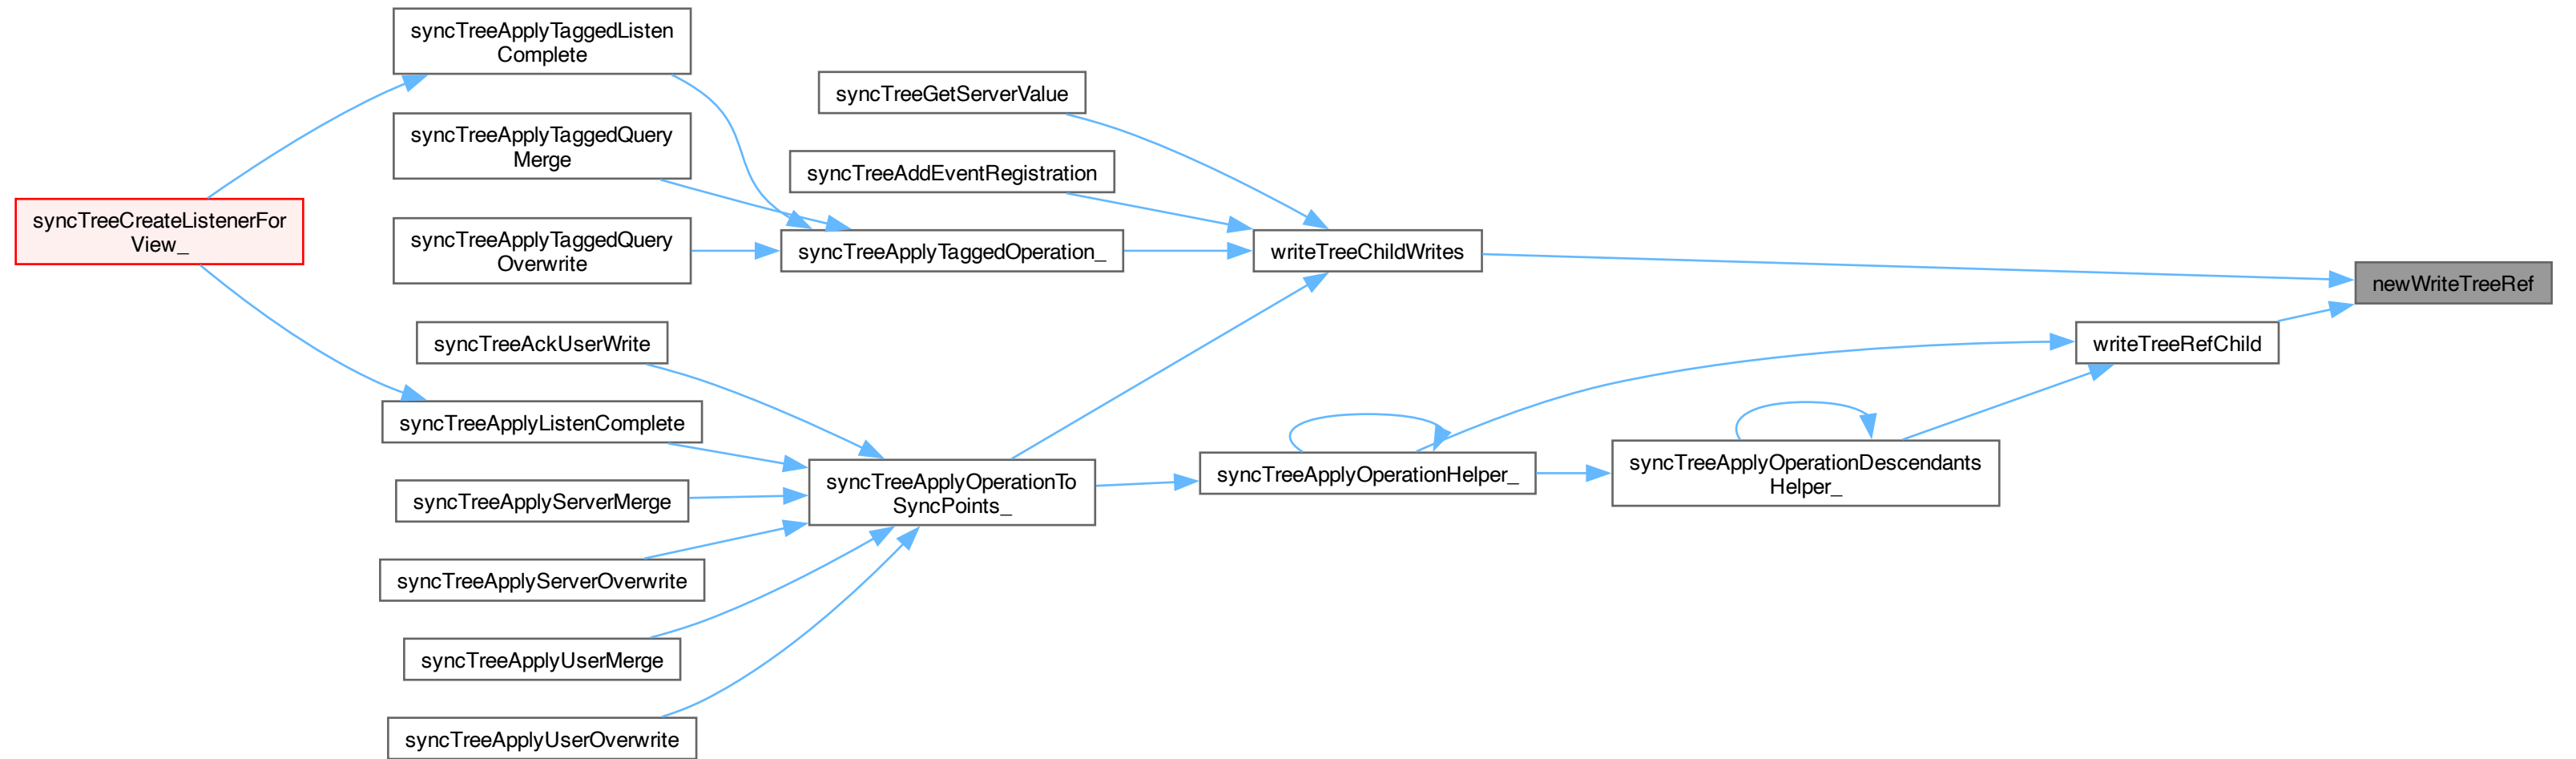 syncTreeApplyTaggedListen
Complete
syncTreeGetServerValue
syncTreeApplyTaggedQuery
Merge
syncTreeAddEventRegistration
syncTreeCreateListenerFor
View_
syncTreeApplyTaggedQuery
Overwrite
syncTreeApplyTaggedOperation_
writeTreeChildWrites
newWriteTreeRef
syncTreeAckUserWrite
writeTreeRefChild
syncTreeApplyListenComplete
syncTreeApplyOperationTo
SyncPoints_
syncTreeApplyOperationHelper_
syncTreeApplyOperationDescendants
Helper_
syncTreeApplyServerMerge
syncTreeApplyServerOverwrite
syncTreeApplyUserMerge
syncTreeApplyUserOverwrite